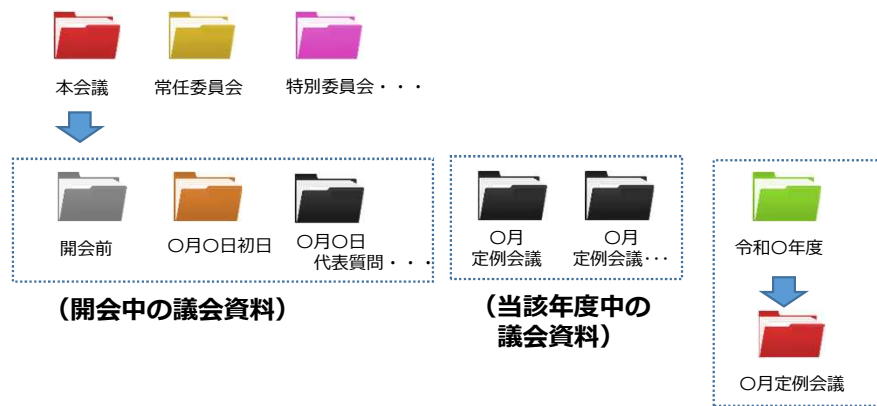 本会議
常任委員会
特別委員会・・・
開会前
〇月〇日初日
〇月〇日
代表質問・・・
（開会中の議会資料）
〇月
定例会議
〇月
定例会議・・・
（当該年度中の
議会資料）
令和〇年度
〇月定例会議